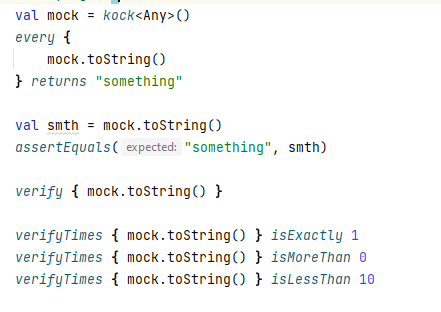 val mock = kock<Any>()
every {
    mock.toString()
} returns "something"
val smth = mock.toString()
assertEquals( expected: "something", smth)
verify { mock.toString() }
verifyTimes { mock.toString() } isExactly 1
verifyTimes { mock.toString() } isMoreThan 0
verifyTimes { mock.toString() } isLessThan 10